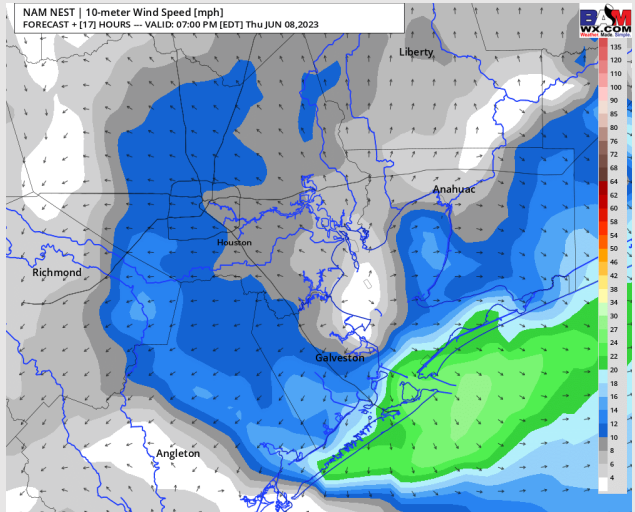 NAM NEST | 10-meter Wind Speed [mph]
FORECAST + [17] HOURS --- VALID: 07:00 PM [EDT] Thu JUN 08,2023
BAM
WX.COM
Weather. Made. Simple.
Liberty
Anahuac
Houston
Richmond
Galveston
Angleton
135
120
110
100
90
85
80
72
68
64
62
60
58
54
50
46
42
38
34
30
27
24
22
20
18
16
14
12
10
8
6
4